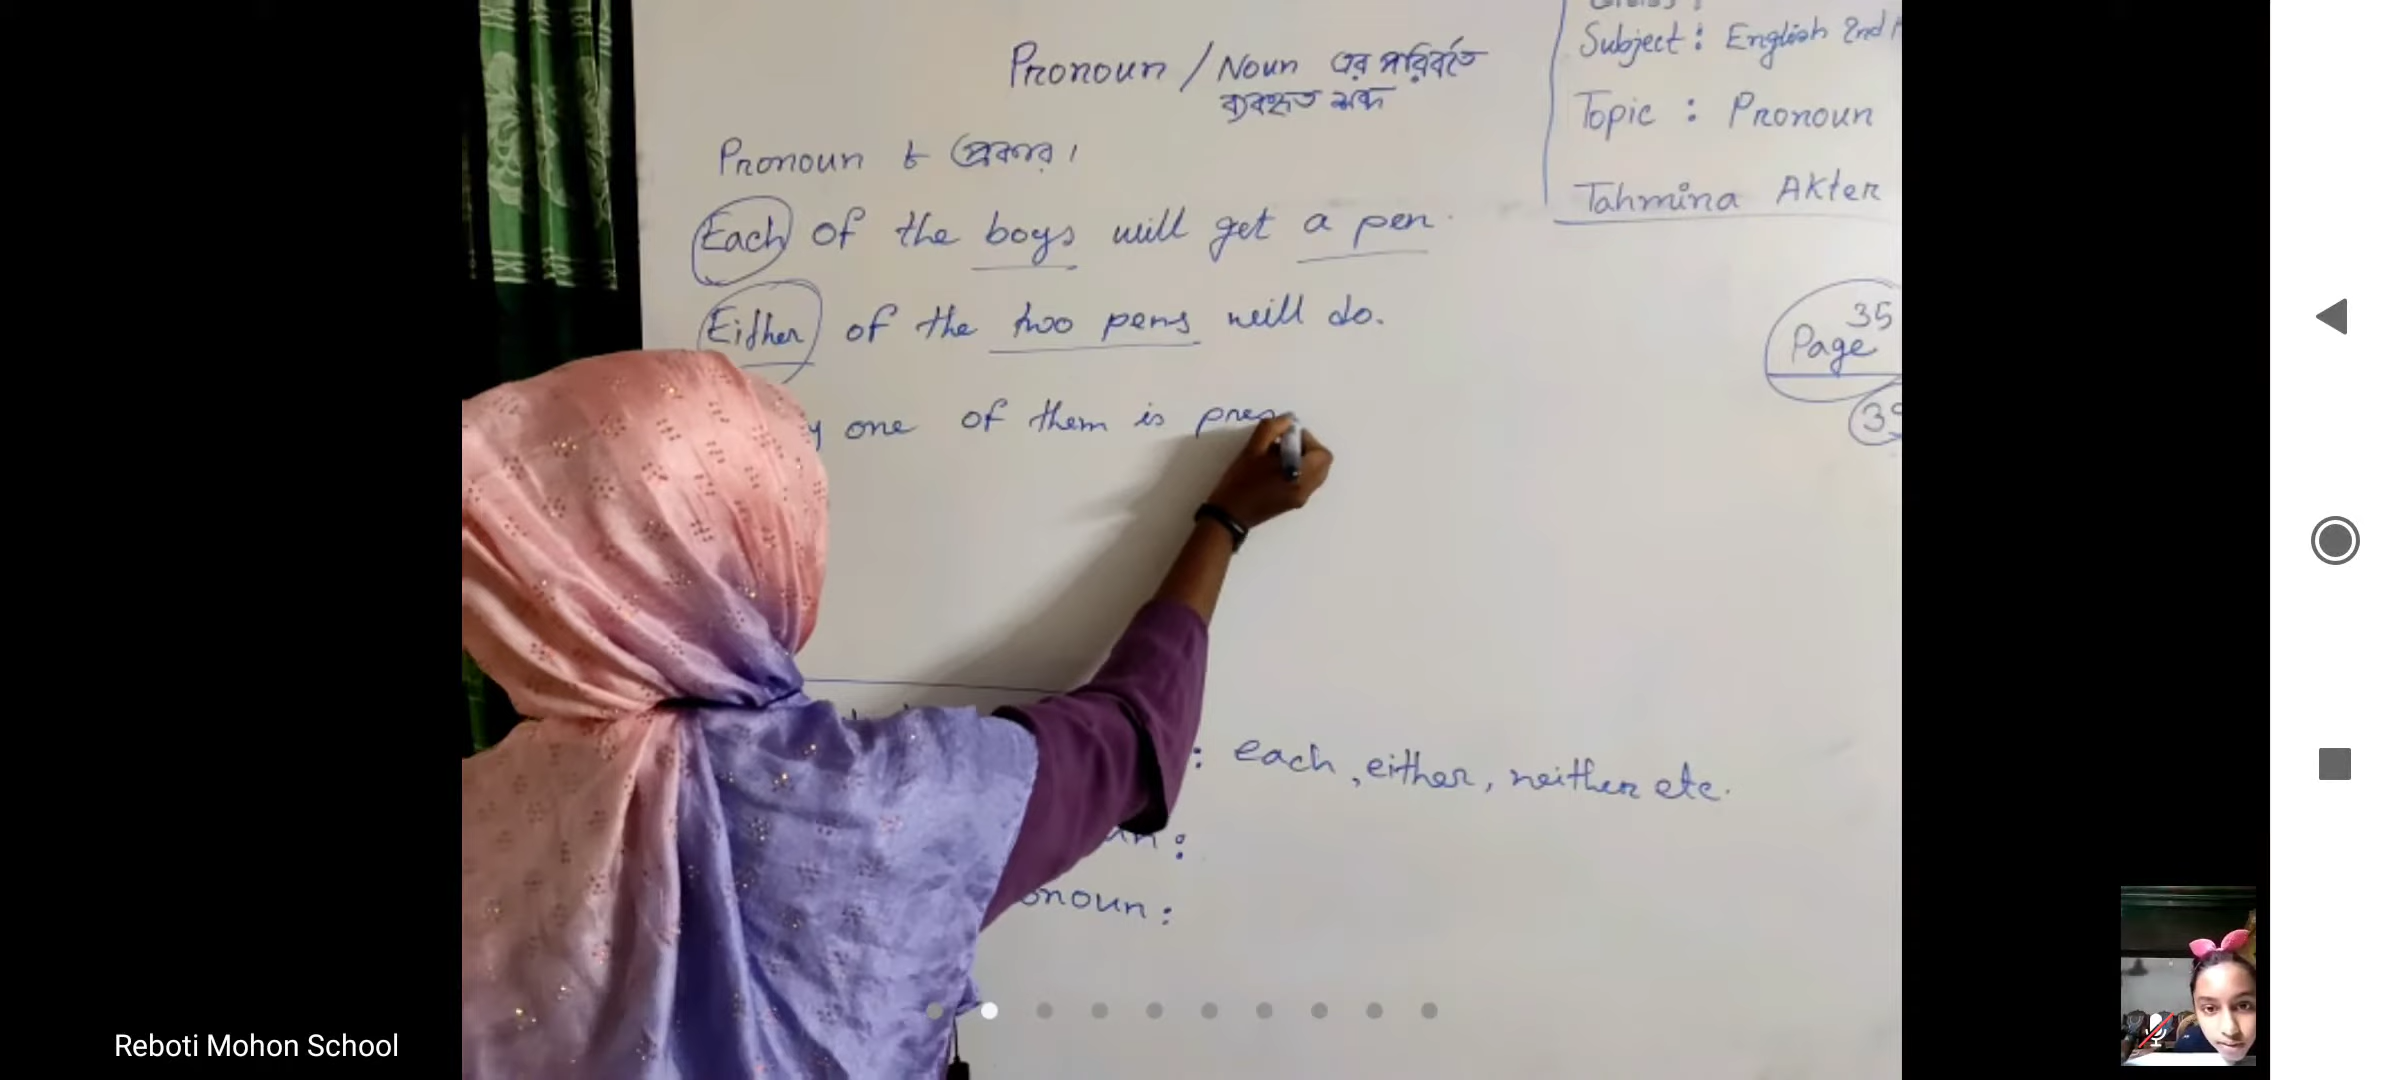 Pronoun / Noun এর পরিবর্তে
ব্যবহৃত শব্দ
Pronoun ৮ প্রকার।
Each of the boys will get a pen.
Either of the two pens will do.
one of them is pres
: each, either, neither etc.
onoun :
Subject : English 2nd
Topic : Pronoun
Tahmina Akter
35
Page
Reboti Mohon School